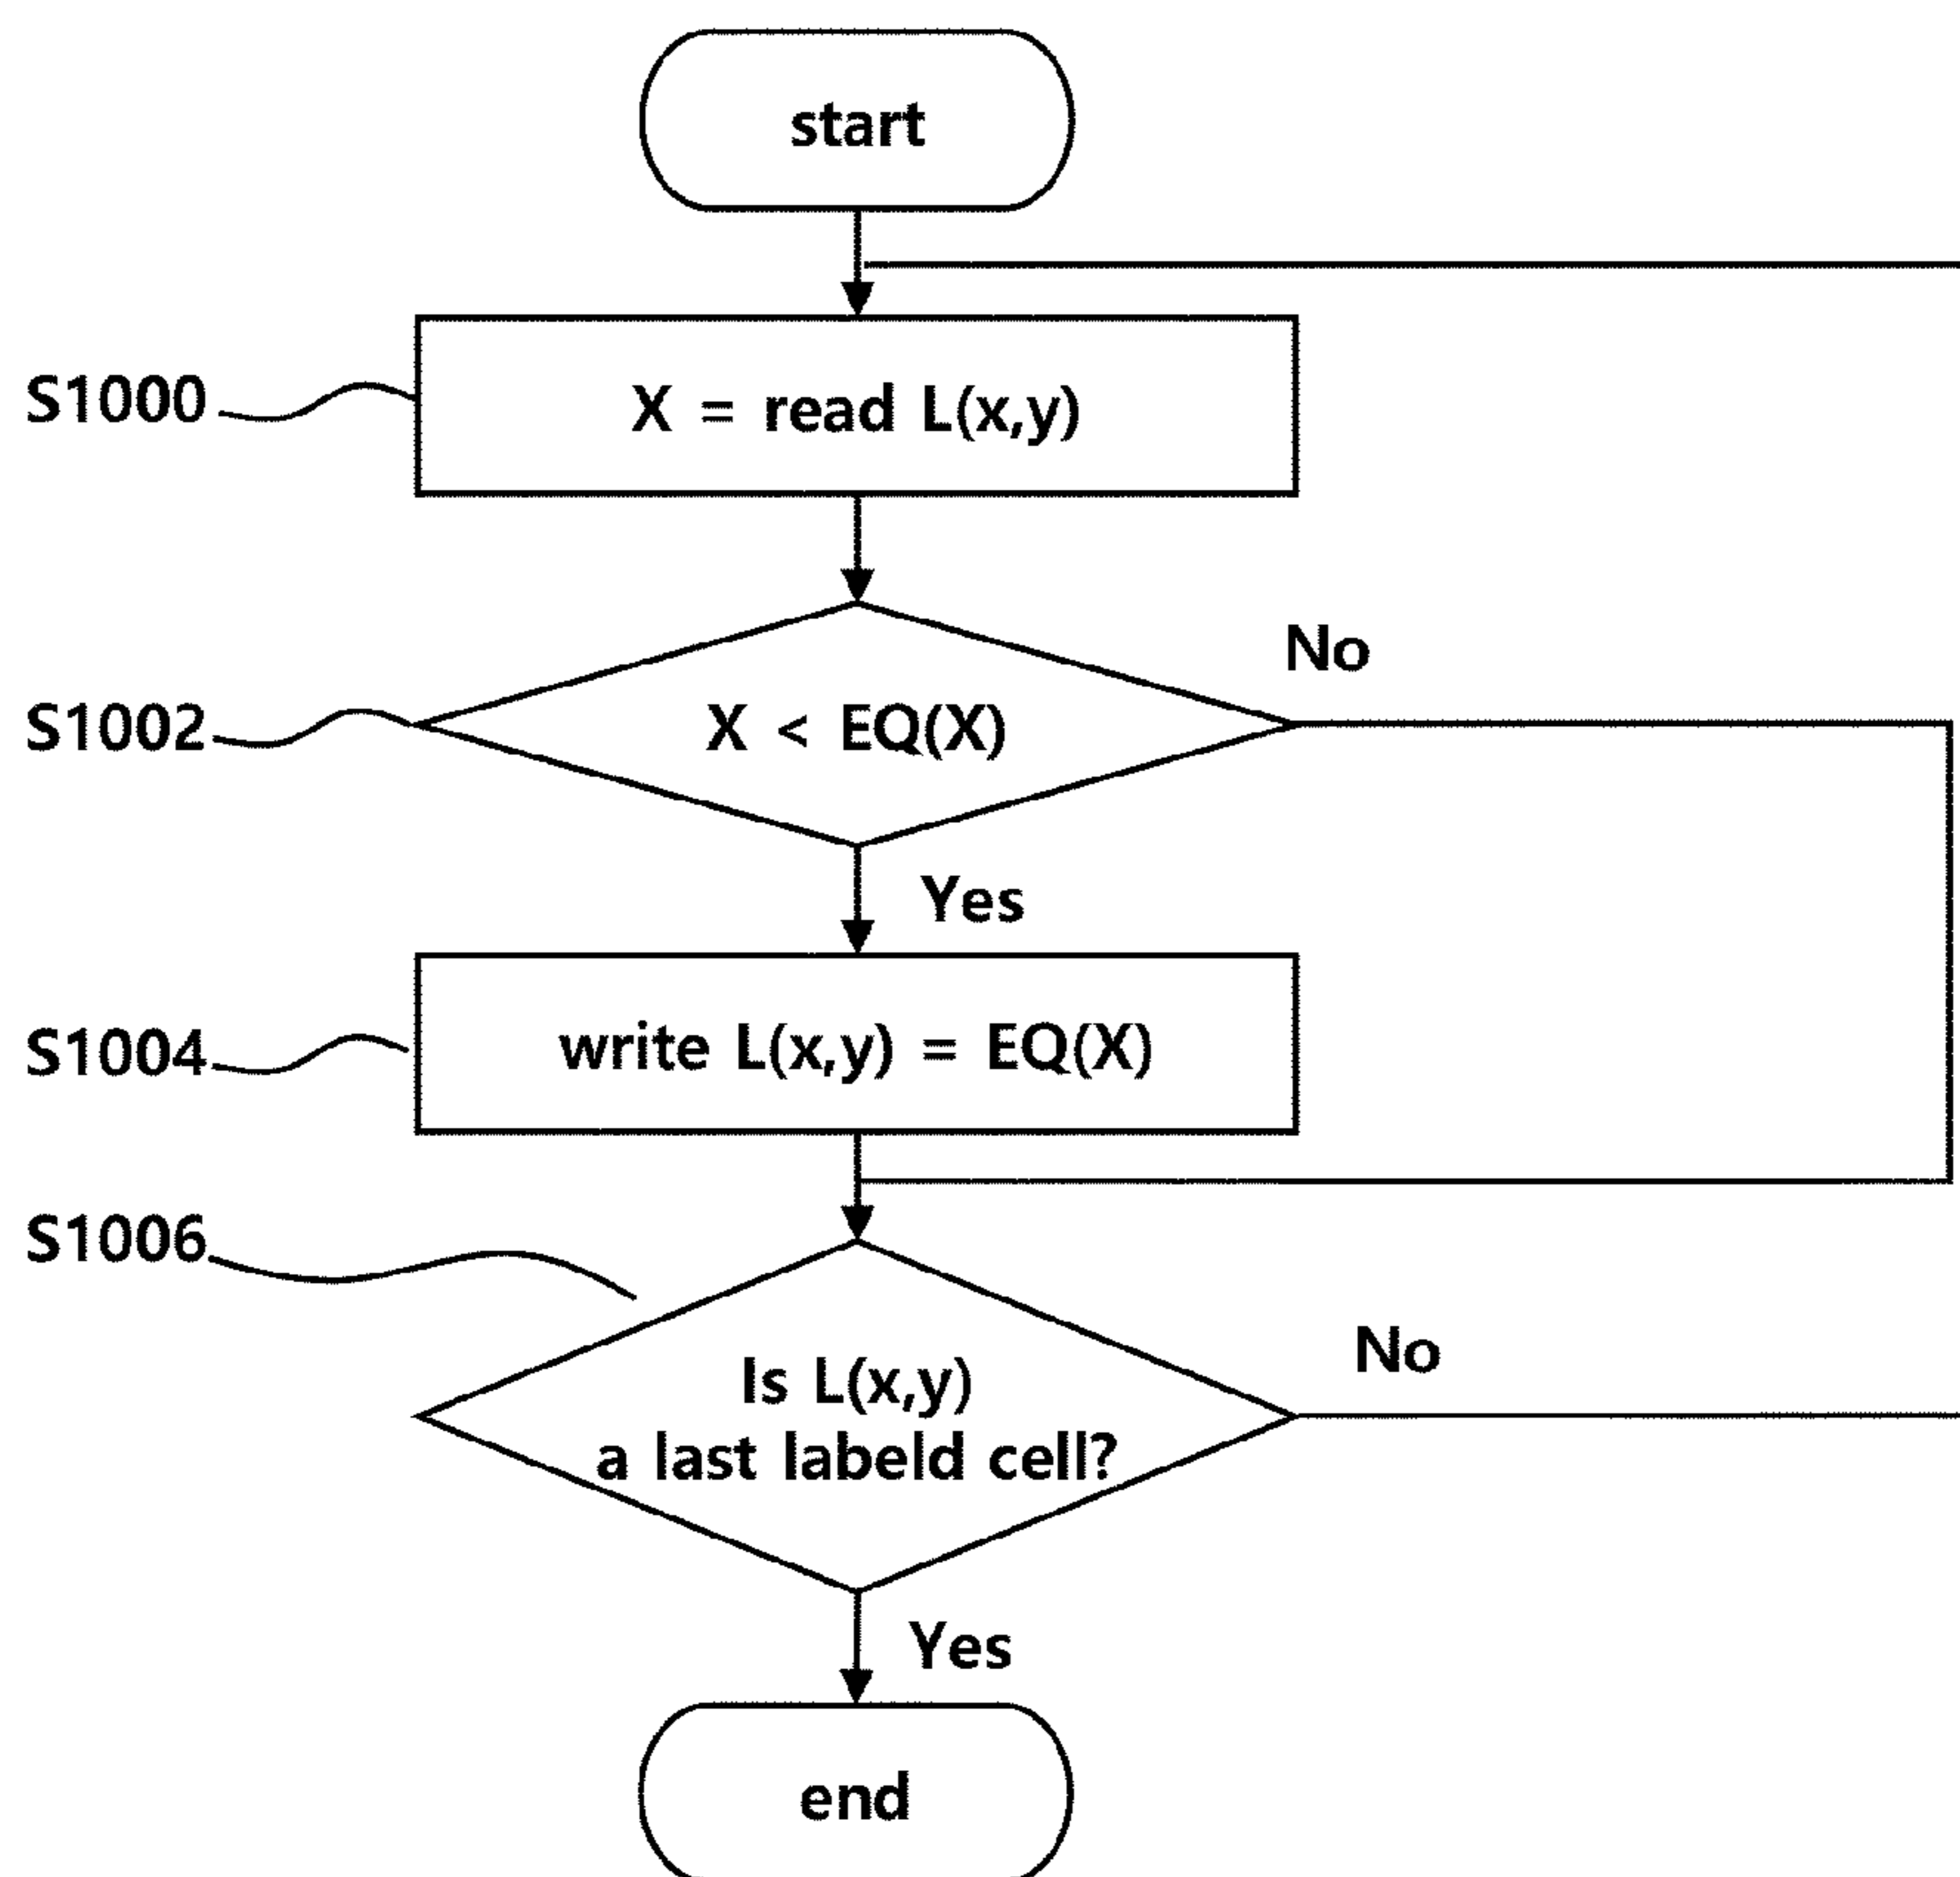 start
S1000
X = read L(x,y)
No
S1002
X < EQ(X)
Yes
S1004
write L(x,y) = EQ(X)
S1006
No
Is L(x,y)
a last labeld cell?
Yes
end